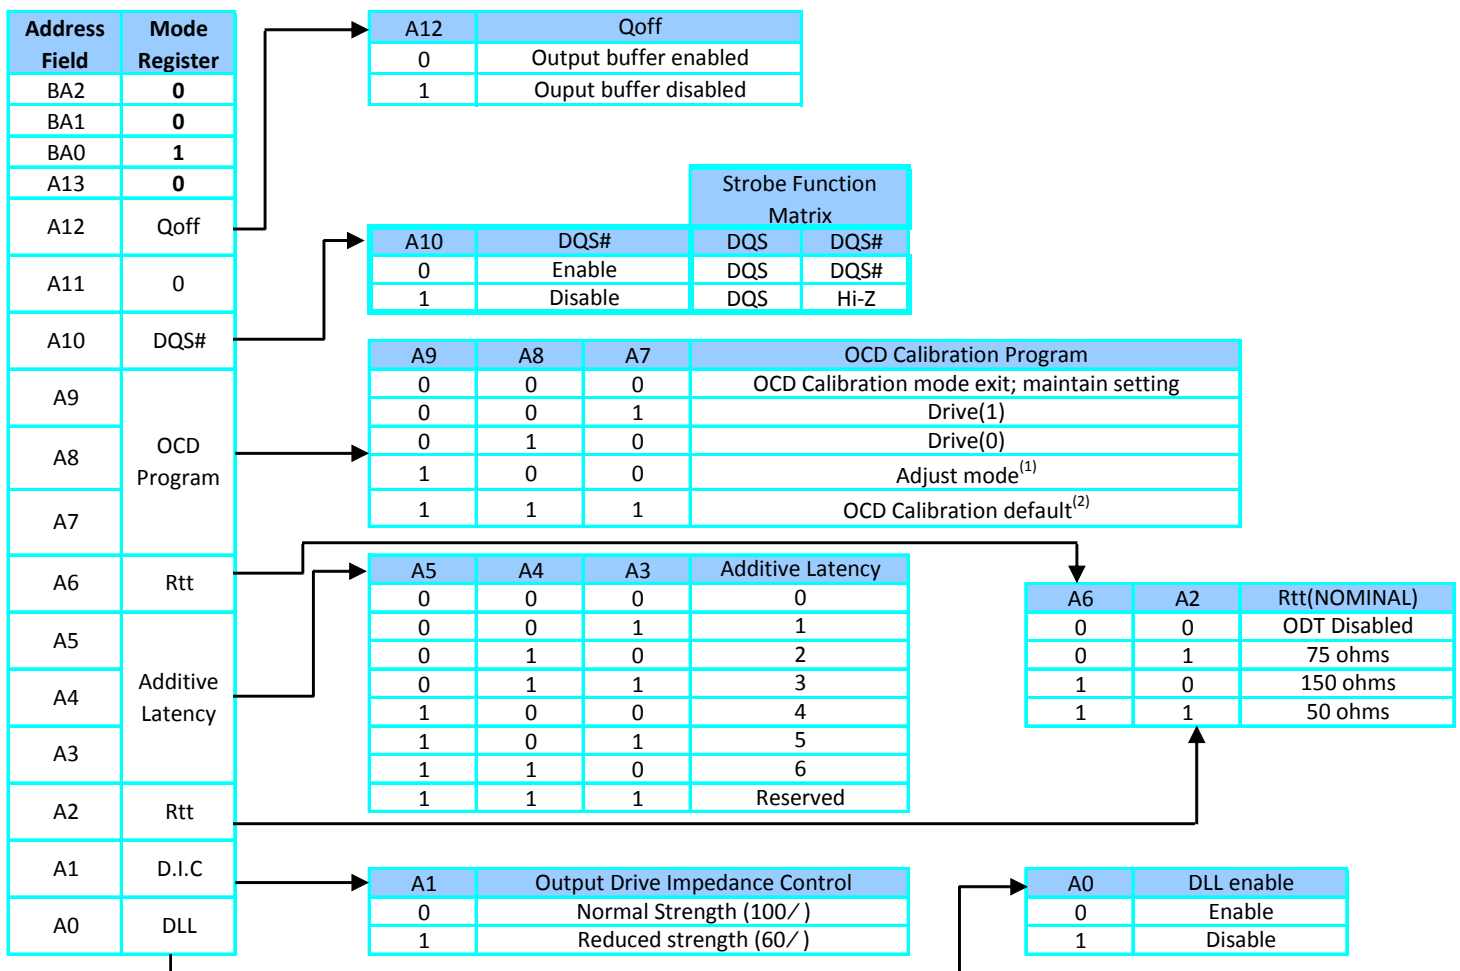 Address Field Mode Register
BA2 0
BA1 0
BA0 1
A13 0
A12 Qoff
A11 0
A10 DQS#
A9
A8 OCD Program
A7
A6 Rtt
A5
A4 Additive Latency
A3
A2 Rtt
A1 D.I.C
A0 DLL
A12 Qoff
0 Output buffer enabled
1 Ouput buffer disabled
Strobe Function Matrix
A10 DQS# DQS DQS#
0 Enable DQS DQS#
1 Disable DQS Hi-Z
A9 A8 A7 OCD Calibration Program
0 0 0 OCD Calibration mode exit; maintain setting
0 0 1 Drive(1)
0 1 0 Drive(0)
1 0 0 Adjust mode(1)
1 1 1 OCD Calibration default(2)
A5 A4 A3 Additive Latency
0 0 0 0
0 0 1 1
0 1 0 2
0 1 1 3
1 0 0 4
1 0 1 5
1 1 0 6
1 1 1 Reserved
A6 A2 Rtt(NOMINAL)
0 0 ODT Disabled
0 1 75 ohms
1 0 150 ohms
1 1 50 ohms
A1 Output Drive Impedance Control
0 Normal Strength (100/ )
1 Reduced strength (60/ )
A0 DLL enable
0 Enable
1 Disable